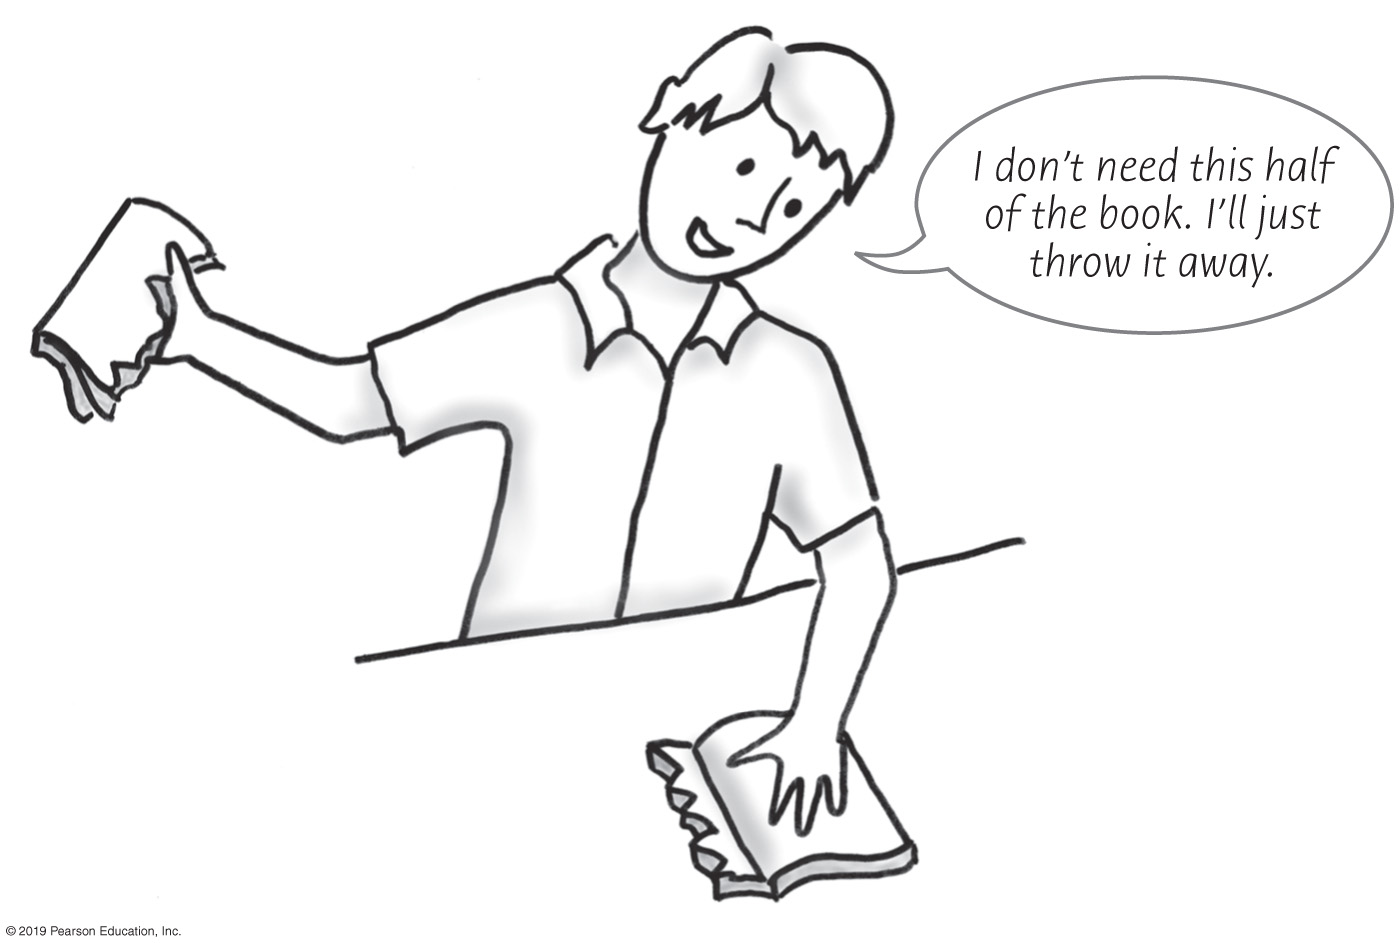 I don't need this half
of the book. I'll just
throw it away.
© 2019 Pearson Education, Inc.